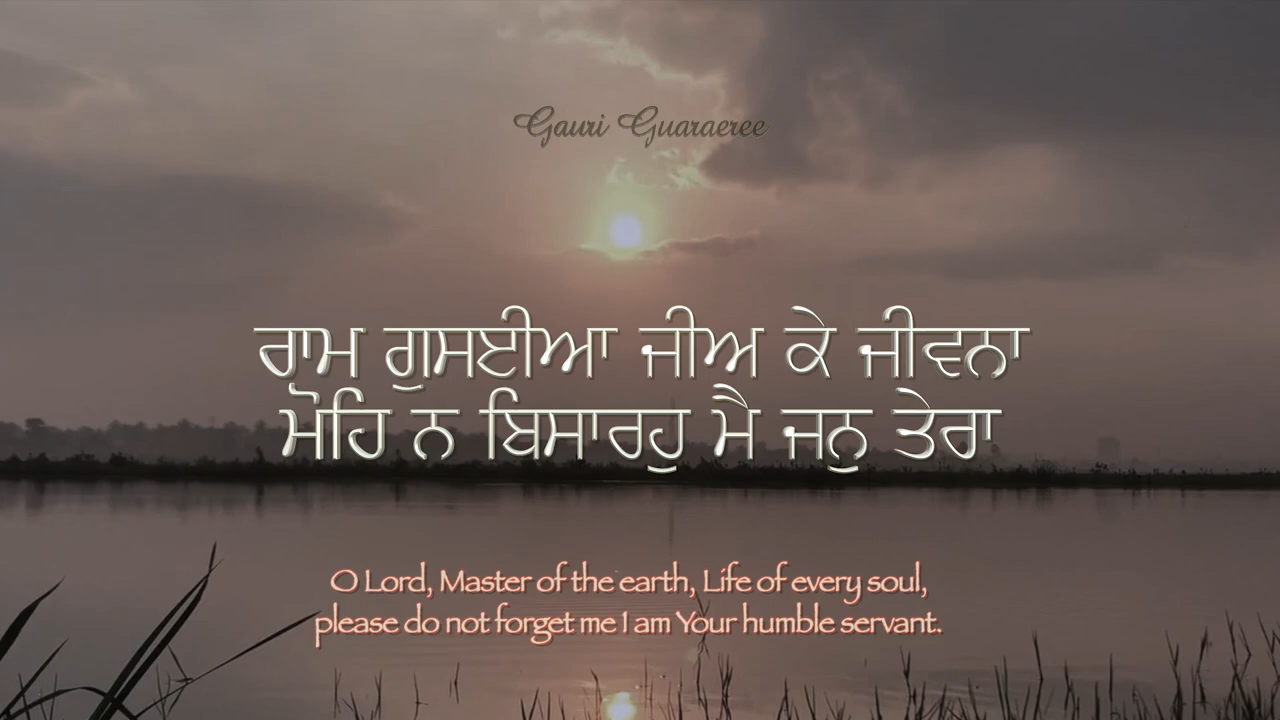 Gauri Guaraeree
ਰਾਮ ਗੁਸਈਆ ਜੀਅ ਕੇ ਜੀਵਨਾ
ਮੋਹਿ ਨ ਬਿਸਾਰਹੁ ਮੈ ਜਨੁ ਤੇਰਾ
O Lord, Master of the earth, Life of every soul,
please do not forget me I am Your humble servant.